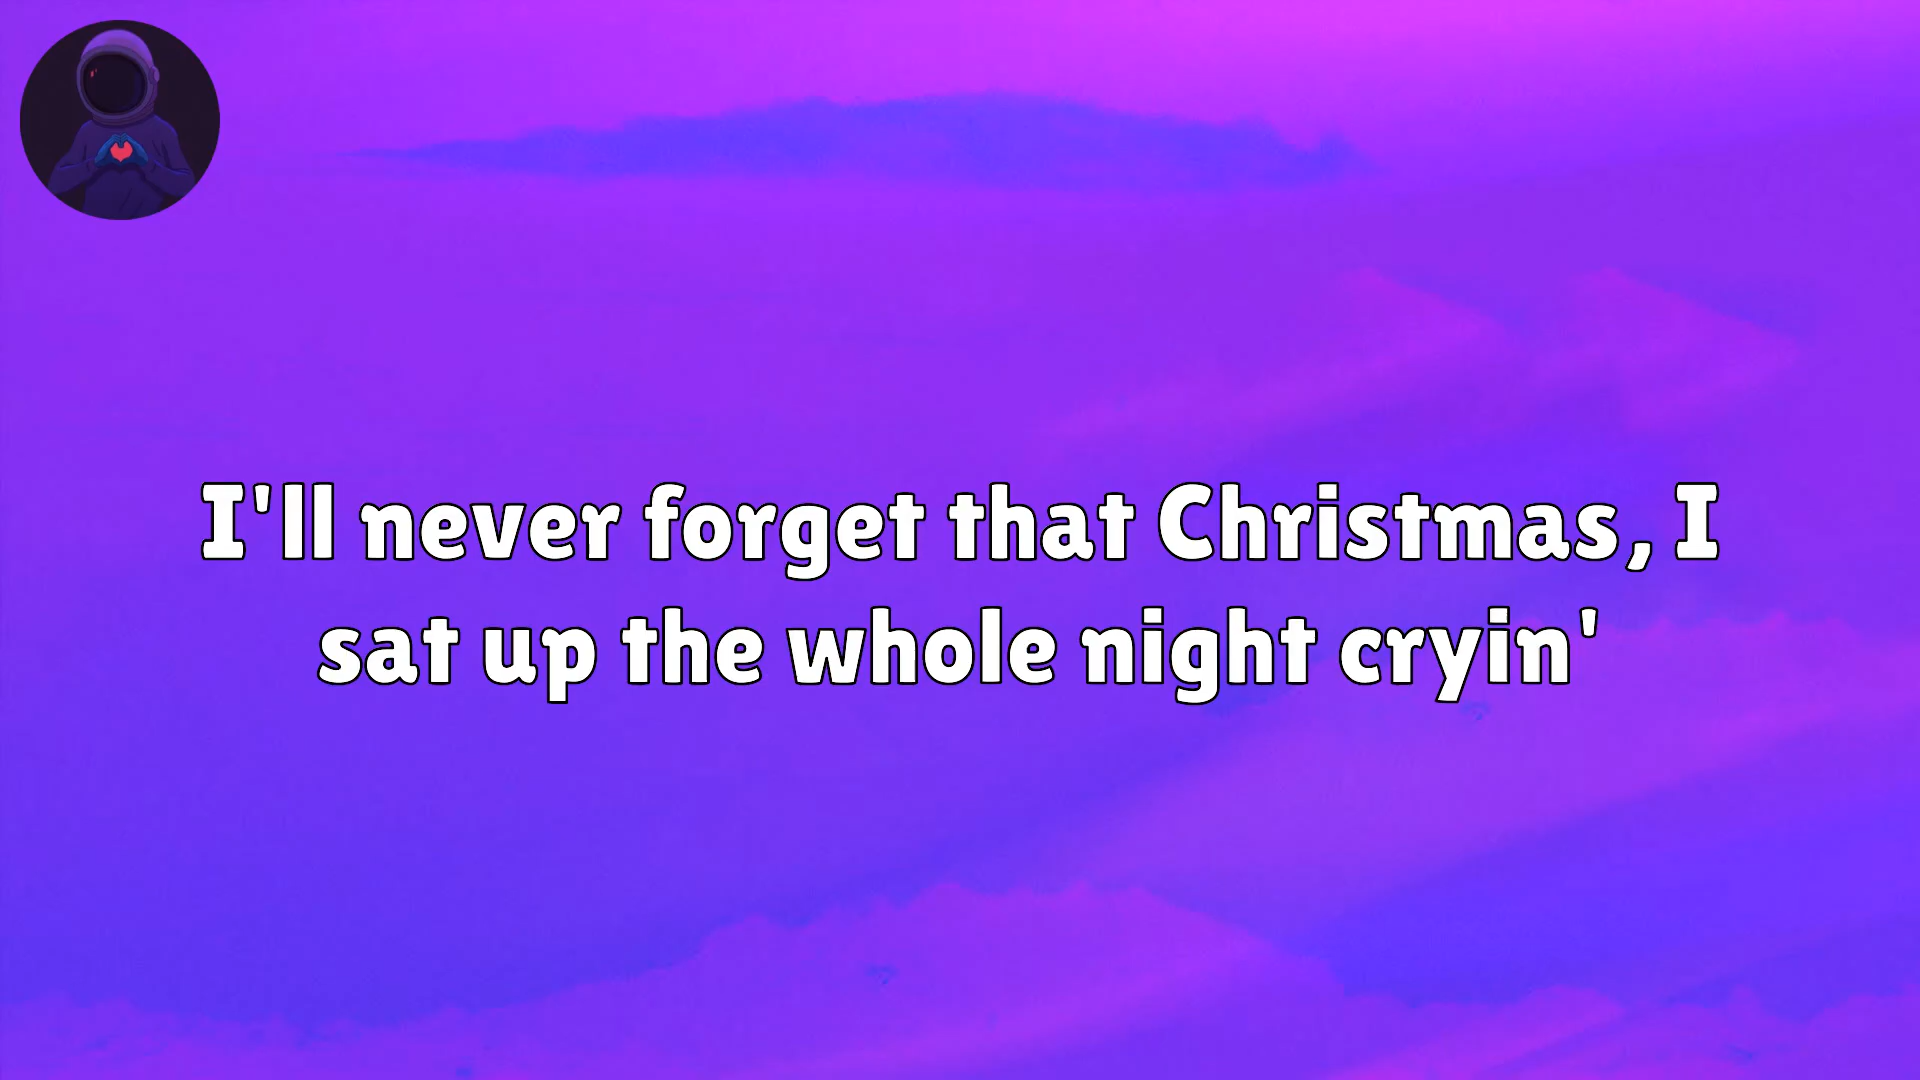 I'll never forget that Christmas, I
sat up the whole night cryin'